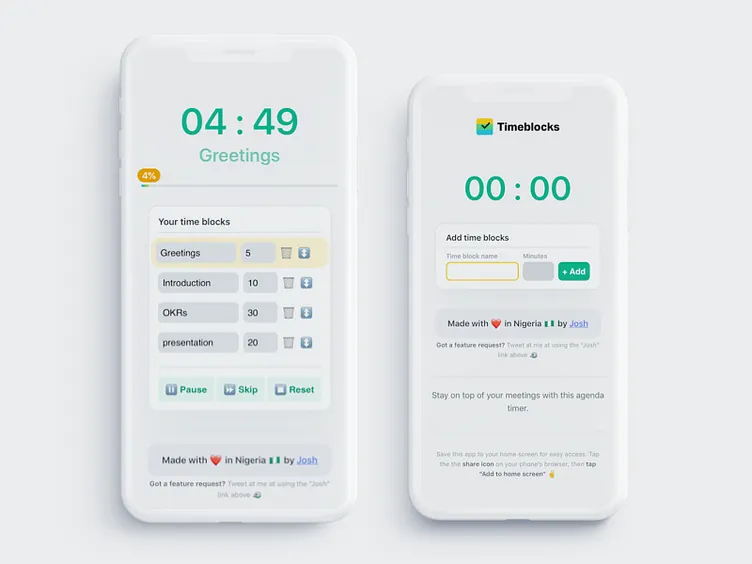 04 : 49
Greetings
4%
Your time blocks
Greetings 5
Introduction 10
OKRs 30
presentation 20
Pause Skip Reset
Made with ❤️ in Nigeria 🇳🇬 by Josh
Got a feature request? Tweet at me at using the "Josh"
link above
Timeblocks
00 : 00
Add time blocks
Time block name Minutes
+ Add
Made with ❤️ in Nigeria 🇳🇬 by Josh
Got a feature request? Tweet at me at using the "Josh"
link above
Stay on top of your meetings with this agenda
timer.
Save this app to your home screen for easy access. Tap
the the share icon on your phone's browser, then tap
"Add to home screen" ✌️